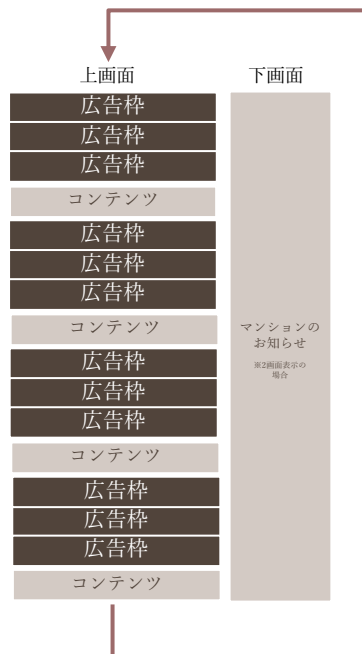 上画面
下画面
広告枠
広告枠
広告枠
コンテンツ
広告枠
広告枠
広告枠
コンテンツ
広告枠
広告枠
広告枠
コンテンツ
広告枠
広告枠
広告枠
コンテンツ
マンションの
お知らせ
※2画面表示の
場合